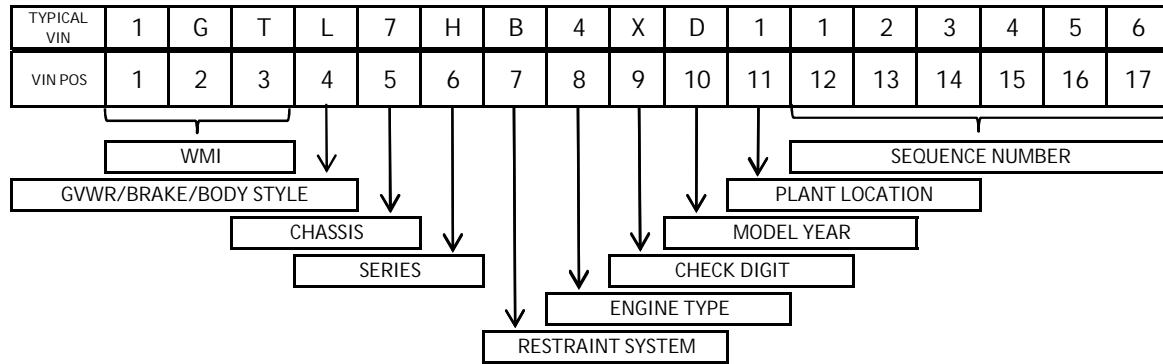 TYPICAL VIN 1 G T L 7 H B 4 X D 1 1 2 3 4 5 6
VIN POS 1 2 3 4 5 6 7 8 9 10 11 12 13 14 15 16 17
WMI SEQUENCE NUMBER
GVWR/BRAKE/BODY STYLE PLANT LOCATION
CHASSIS MODEL YEAR
SERIES CHECK DIGIT
ENGINE TYPE
RESTRAINT SYSTEM